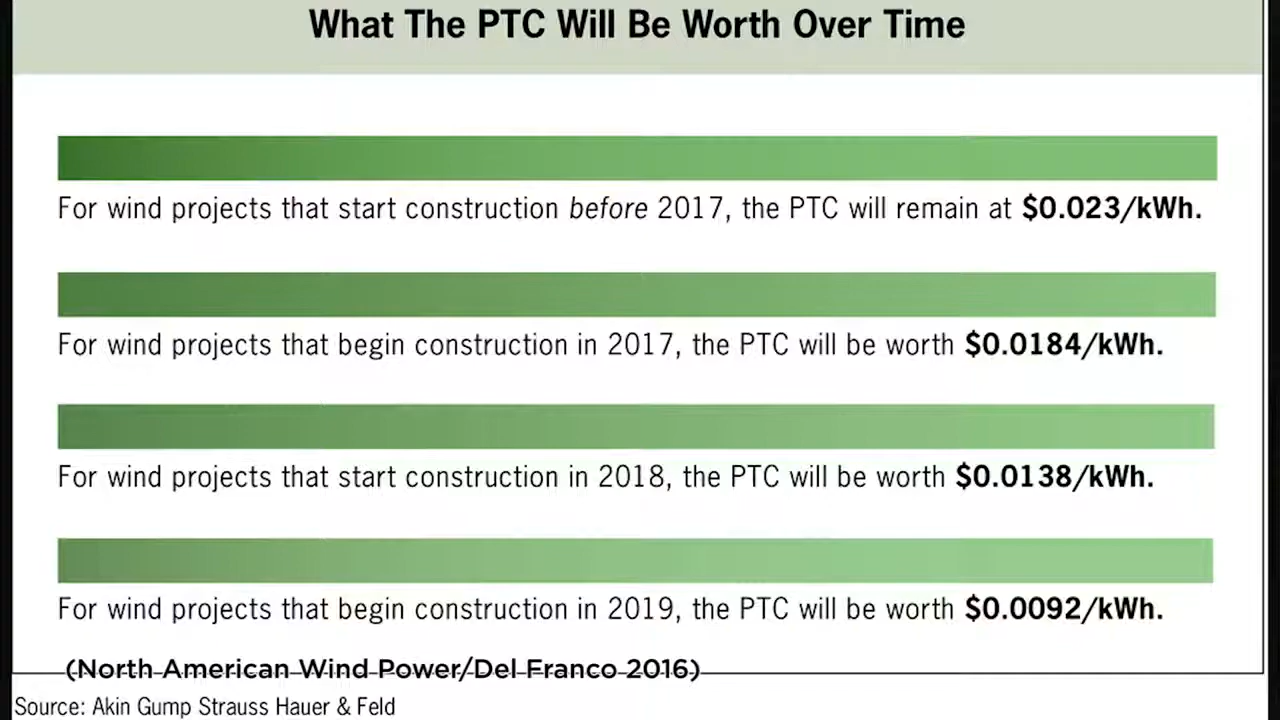 What The PTC Will Be Worth Over Time
For wind projects that start construction before 2017, the PTC will remain at $0.023/kWh.
For wind projects that begin construction in 2017, the PTC will be worth $0.0184/kWh.
For wind projects that start construction in 2018, the PTC will be worth $0.0138/kWh.
For wind projects that begin construction in 2019, the PTC will be worth $0.0092/kWh.
(North American Wind Power/Del Franco 2016)
Source: Akin Gump Strauss Hauer & Feld